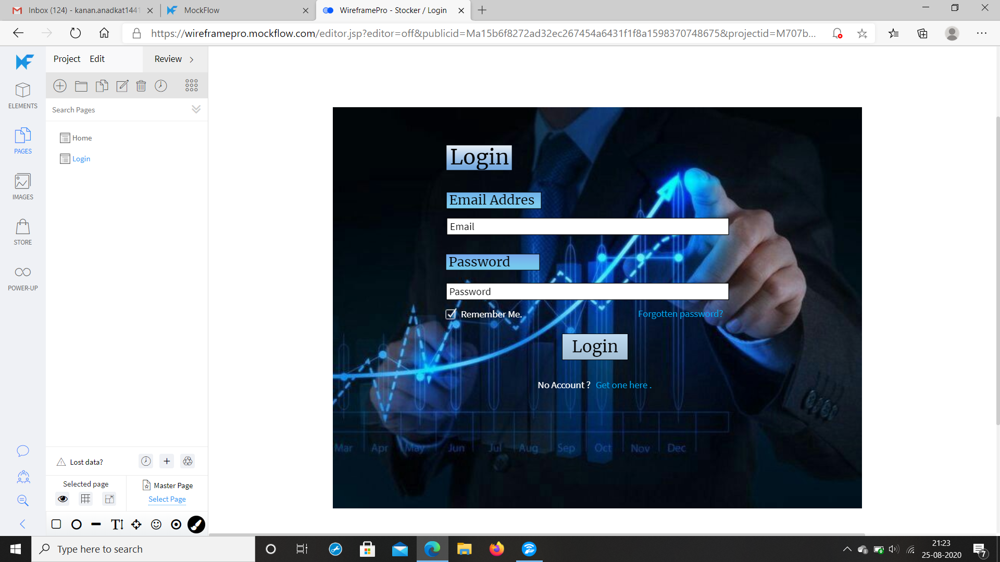 Inbox (124) - kanan.anadkat1441
MockFlow
WireframePro - Stocker / Login
https://wireframepro.mockflow.com/editor.jsp?editor=off&publicid=Ma15b6f8272ad32ec267454a6431f1f8a1598370748675&projectid=M707b...
Project Edit Review
ELEMENTS
PAGES
IMAGES
STORE
POWER-UP
Search Pages
Home
Login
Login
Email Addres
Email
Password
Password
Remember Me.
Forgotten password?
Login
No Account ? Get one here .
Mar Apr May Jun Jul Aug Sep Oct Nov Dec
Lost data?
Selected page
Master Page
Select Page
Type here to search
21:23
25-08-2020
7